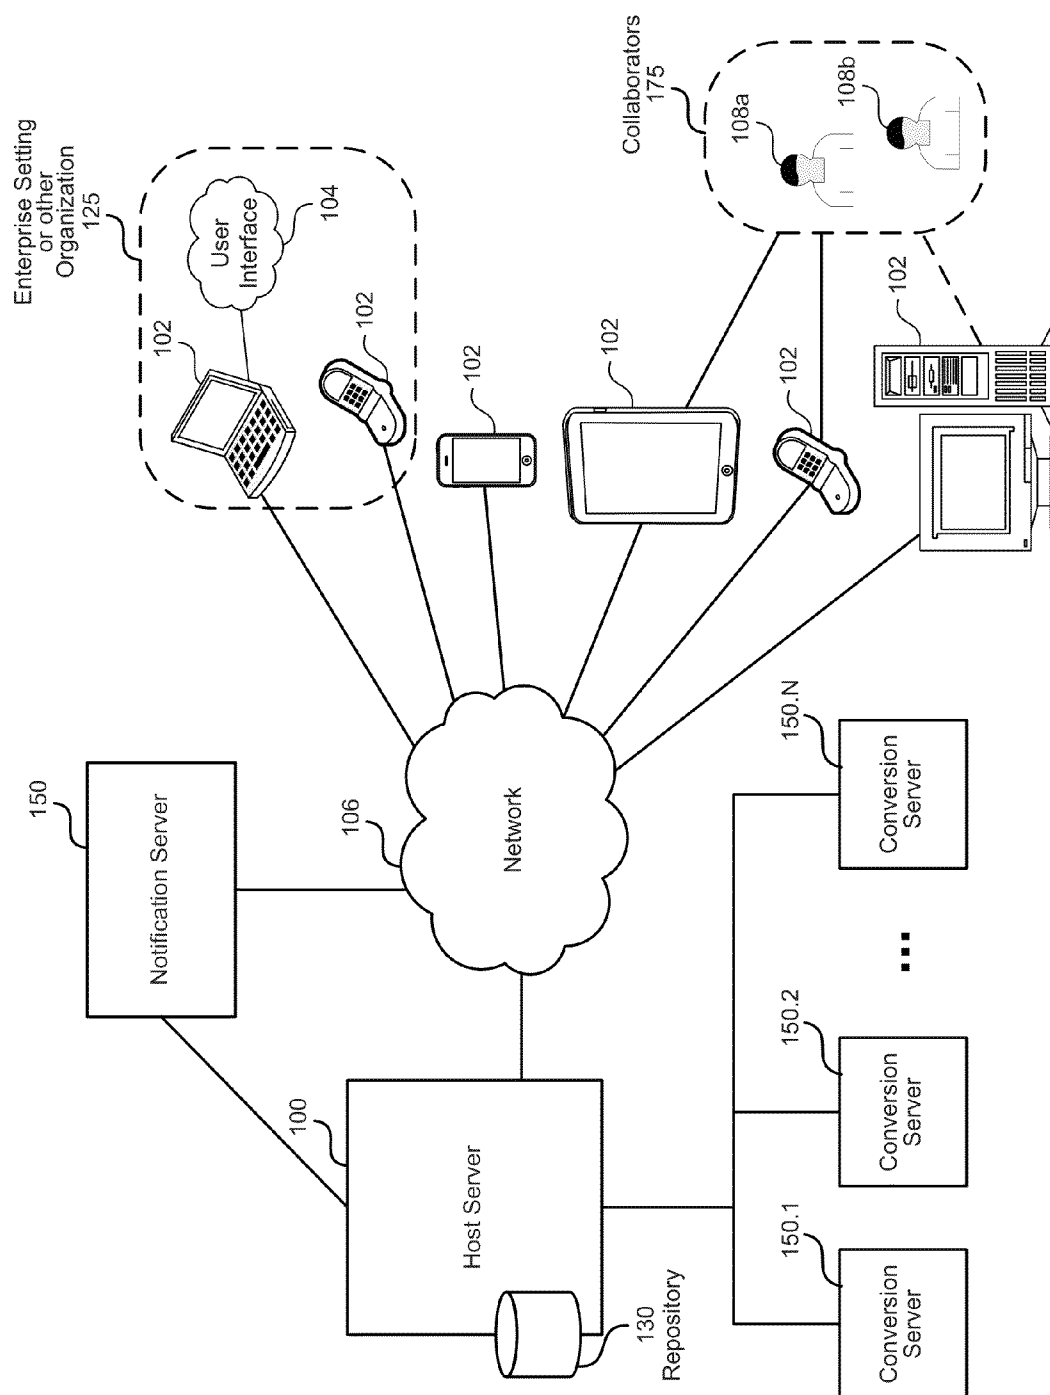 Enterprise Setting
or other
Organization
125
102
User
Interface
104
102
102
102
102
102
Collaborators
175
108a
108b
150
Notification Server
106
Network
100
Host Server
130
Repository
150.1
Conversion
Server
150.2
Conversion
Server
...
150.N
Conversion
Server